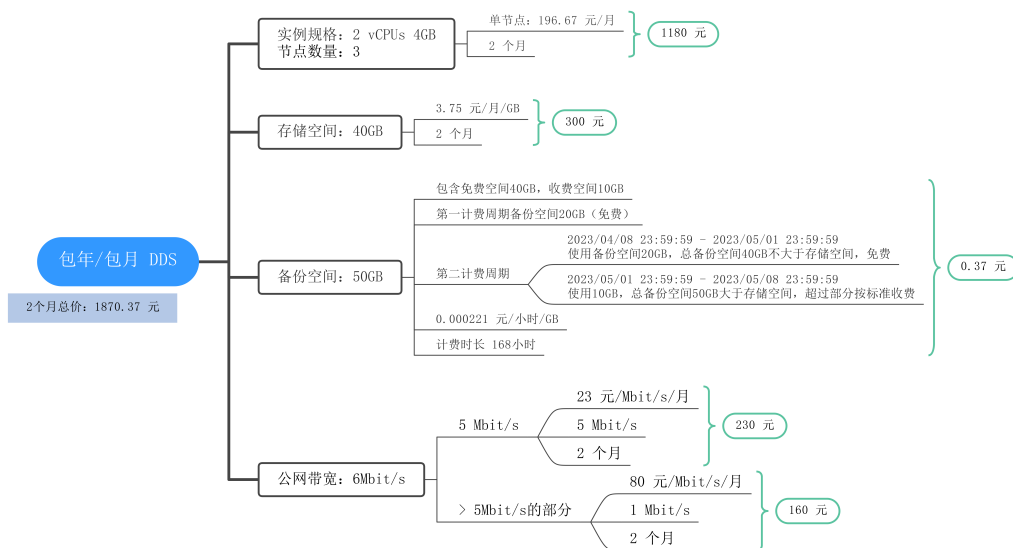 包年/包月 DDS
2个月总价：1870.37 元
实例规格：2 vCPUs 4GB
节点数量：3
单节点：196.67 元/月
2 个月
1180 元
存储空间：40GB
3.75 元/月/GB
2 个月
300 元
备份空间：50GB
包含免费空间40GB，收费空间10GB
第一计费周期备份空间20GB（免费）
第二计费周期
2023/04/08 23:59:59 - 2023/05/01 23:59:59
使用备份空间20GB，总备份空间40GB不大于存储空间，免费
2023/05/01 23:59:59 - 2023/05/08 23:59:59
使用10GB，总备份空间50GB大于存储空间，超过部分按标准收费
0.000221 元/小时/GB
计费时长 168小时
0.37 元
公网带宽：6Mbit/s
5 Mbit/s
23 元/Mbit/s/月
5 Mbit/s
2 个月
230 元
> 5Mbit/s的部分
80 元/Mbit/s/月
1 Mbit/s
2 个月
160 元